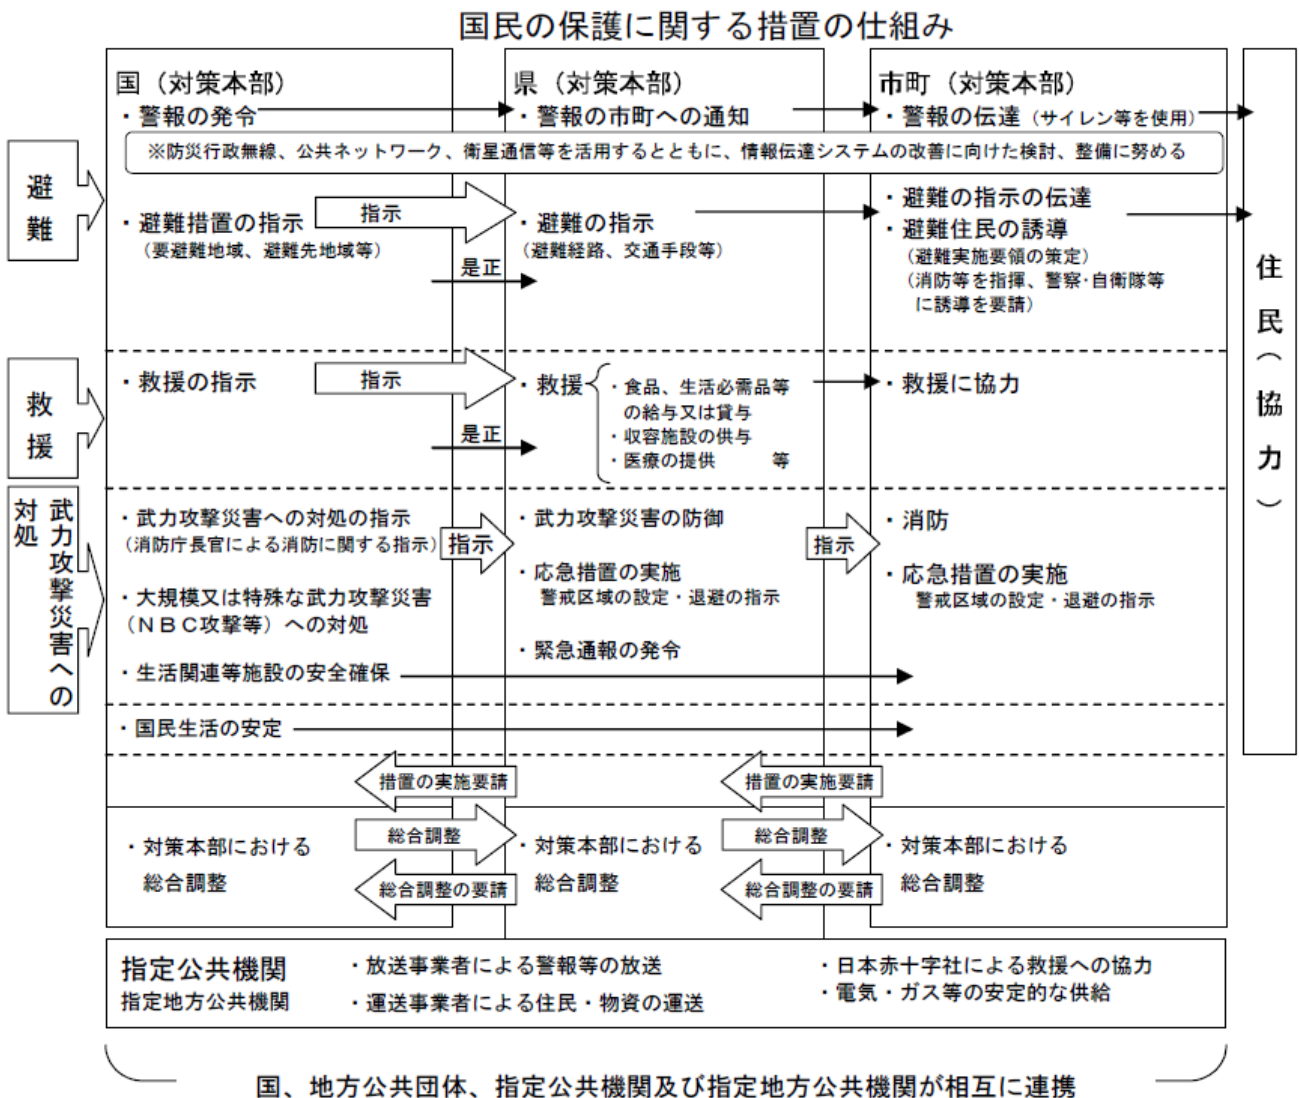 国民の保護に関する措置の仕組み
国（対策本部）
・警報の発令
県（対策本部）
・警報の市町への通知
市町（対策本部）
・警報の伝達（サイレン等を使用）
※防災行政無線、公共ネットワーク、衛星通信等を活用するとともに、情報伝達システムの改善に向けた検討、整備に努める
避難
・避難措置の指示
（要避難地域、避難先地域等）
指示
是正
・避難の指示
（避難経路、交通手段等）
・避難の指示の伝達
・避難住民の誘導
（避難実施要領の策定）
（消防等を指揮、警察・自衛隊等
に誘導を要請）
住民（協力）
救援
・救援の指示
指示
是正
・救援
・食品、生活必需品等
の給与又は貸与
・収容施設の供与
・医療の提供　　等
・救援に協力
武力攻撃災害への
対処
・武力攻撃災害への対処の指示
（消防庁長官による消防に関する指示）
・大規模又は特殊な武力攻撃災害
（ＮＢＣ攻撃等）への対処
・生活関連等施設の安全確保
指示
・武力攻撃災害の防御
・応急措置の実施
警戒区域の設定・退避の指示
・緊急通報の発令
指示
・消防
・応急措置の実施
警戒区域の設定・退避の指示
・国民生活の安定
措置の実施要請
措置の実施要請
・対策本部における
総合調整
総合調整
総合調整の要請
・対策本部における
総合調整
総合調整
総合調整の要請
・対策本部における
総合調整
指定公共機関
指定地方公共機関
・放送事業者による警報等の放送
・運送事業者による住民・物資の運送
・日本赤十字社による救援への協力
・電気・ガス等の安定的な供給
国、地方公共団体、指定公共機関及び指定地方公共機関が相互に連携